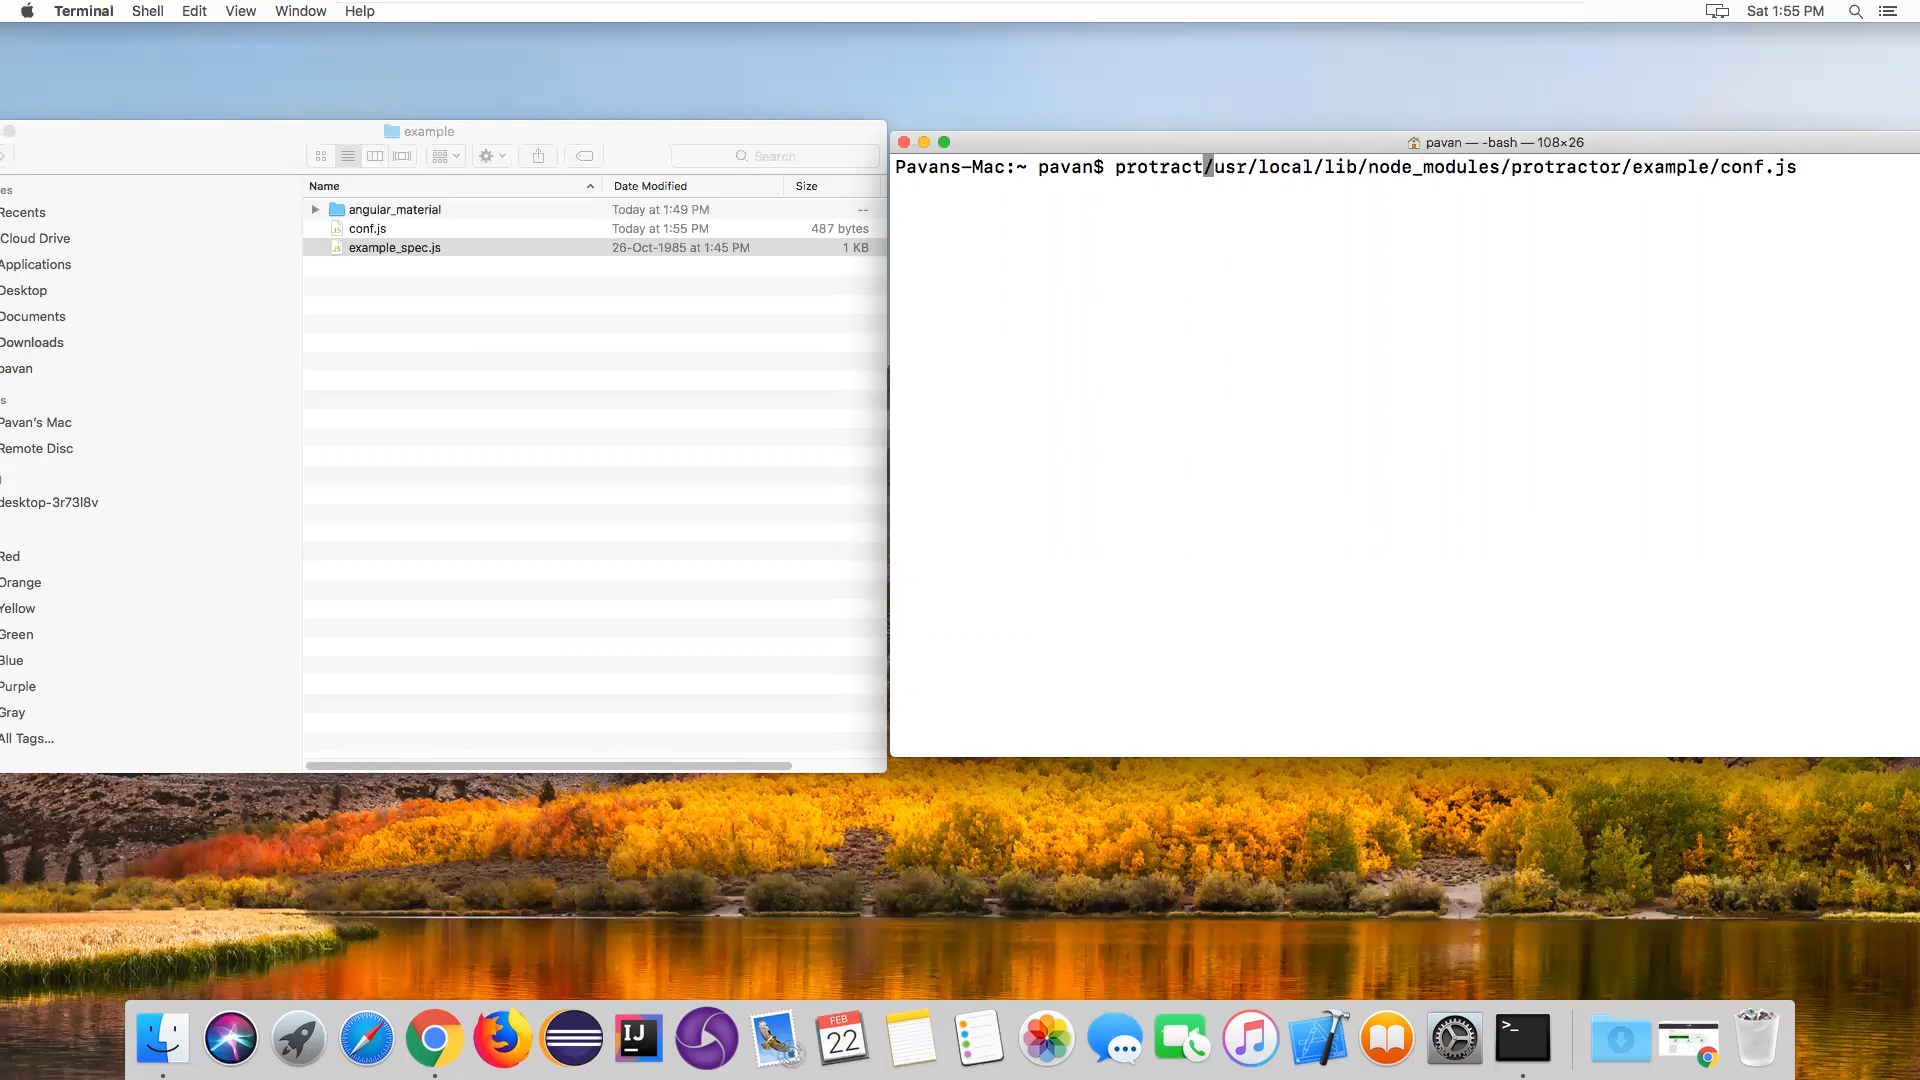 Terminal Shell Edit View Window Help
Sat 1:55 PM
example
Search
Name Date Modified Size
angular_material Today at 1:49 PM --
conf.js Today at 1:55 PM 487 bytes
example_spec.js 26-Oct-1985 at 1:45 PM 1 KB
es
Recents
Cloud Drive
Applications
Desktop
Documents
Downloads
pavan
s
Pavan's Mac
Remote Disc
desktop-3r73l8v
Red
Orange
Yellow
Green
Blue
Purple
Gray
All Tags...
pavan — -bash — 108×26
Pavans-Mac:~ pavan$ protract/usr/local/lib/node_modules/protractor/example/conf.js
IJ
FEB
22
>_